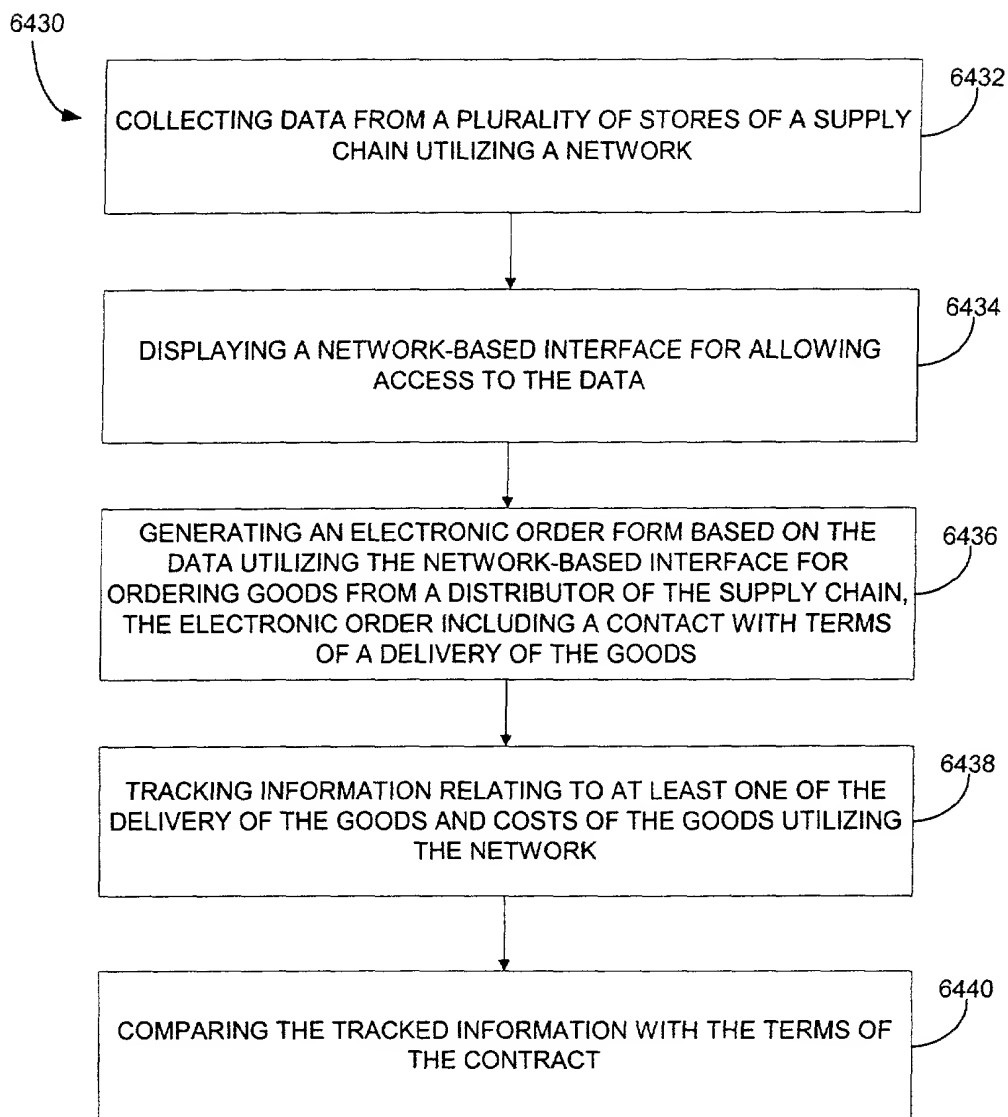 6430
6432
COLLECTING DATA FROM A PLURALITY OF STORES OF A SUPPLY
CHAIN UTILIZING A NETWORK
6434
DISPLAYING A NETWORK-BASED INTERFACE FOR ALLOWING
ACCESS TO THE DATA
6436
GENERATING AN ELECTRONIC ORDER FORM BASED ON THE
DATA UTILIZING THE NETWORK-BASED INTERFACE FOR
ORDERING GOODS FROM A DISTRIBUTOR OF THE SUPPLY CHAIN,
THE ELECTRONIC ORDER INCLUDING A CONTACT WITH TERMS
OF A DELIVERY OF THE GOODS
6438
TRACKING INFORMATION RELATING TO AT LEAST ONE OF THE
DELIVERY OF THE GOODS AND COSTS OF THE GOODS UTILIZING
THE NETWORK
6440
COMPARING THE TRACKED INFORMATION WITH THE TERMS OF
THE CONTRACT